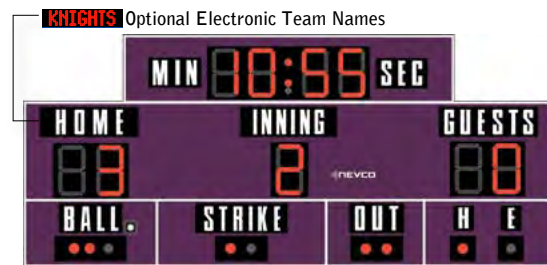 KNIGHTS Optional Electronic Team Names
MIN 10:55 SEC
HOME INNING GUESTS
3 2 0
NEVCO
BALL STRIKE OUT H E